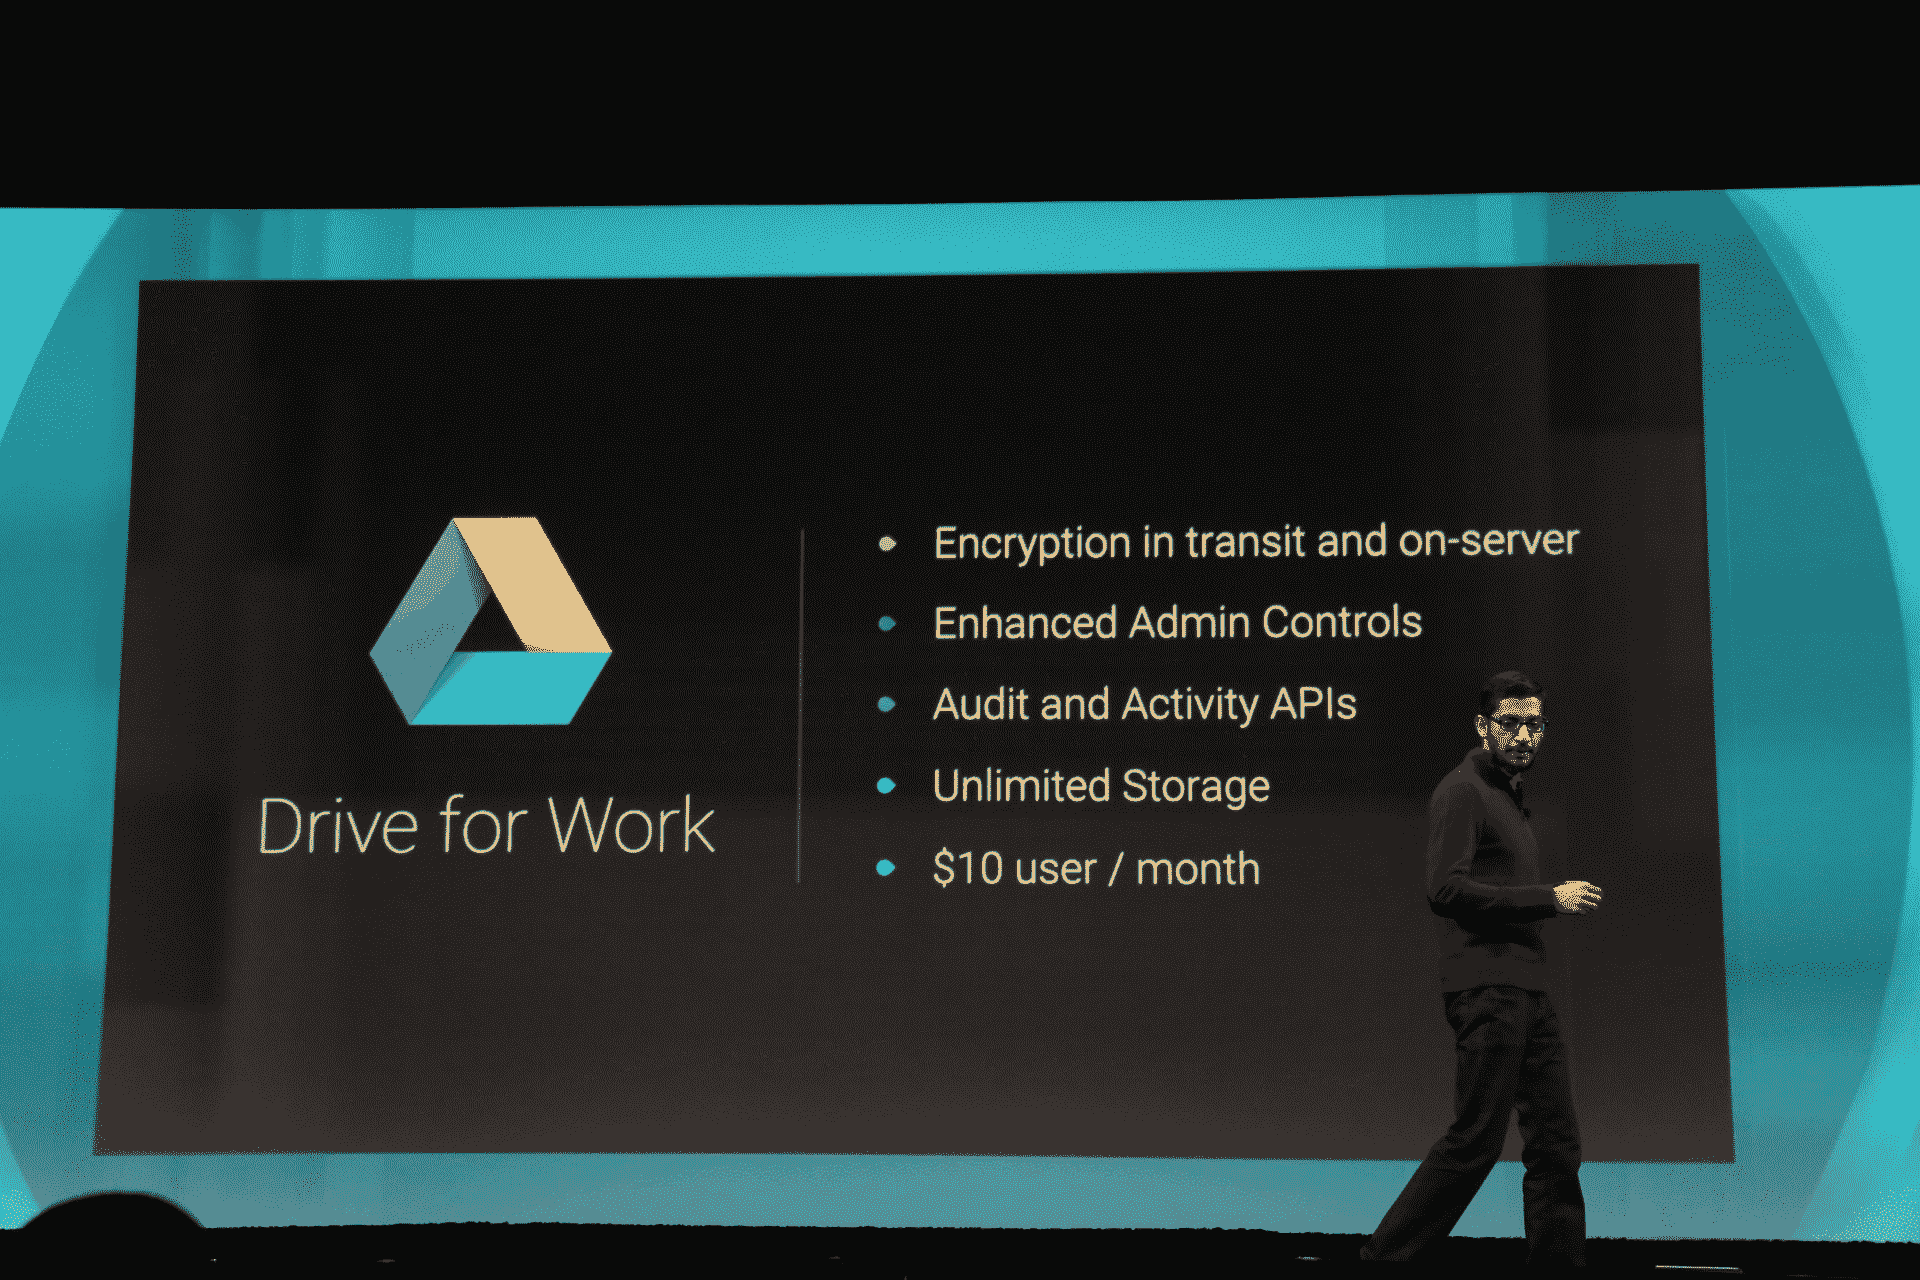 Drive for Work
Encryption in transit and on-server
Enhanced Admin Controls
Audit and Activity APIs
Unlimited Storage
$10 user / month